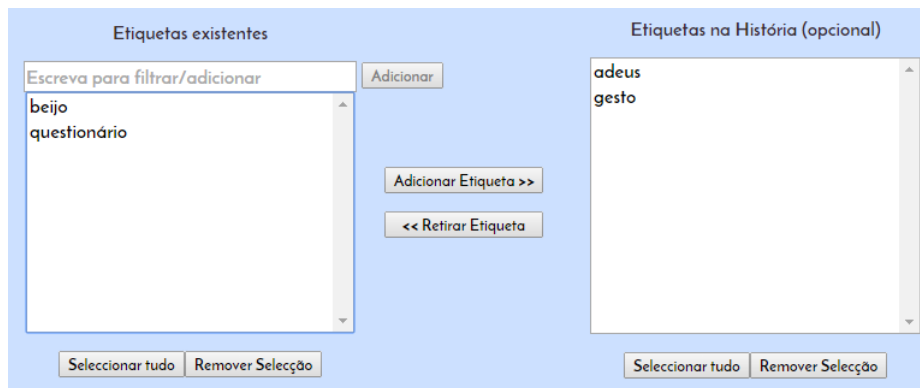 Etiquetas existentes
Etiquetas na História (opcional)
Escreva para filtrar/adicionar
Adicionar
beijo
questionário
adeus
gesto
Adicionar Etiqueta >>
<< Retirar Etiqueta
Seleccionar tudo Remover Selecção
Seleccionar tudo Remover Selecção